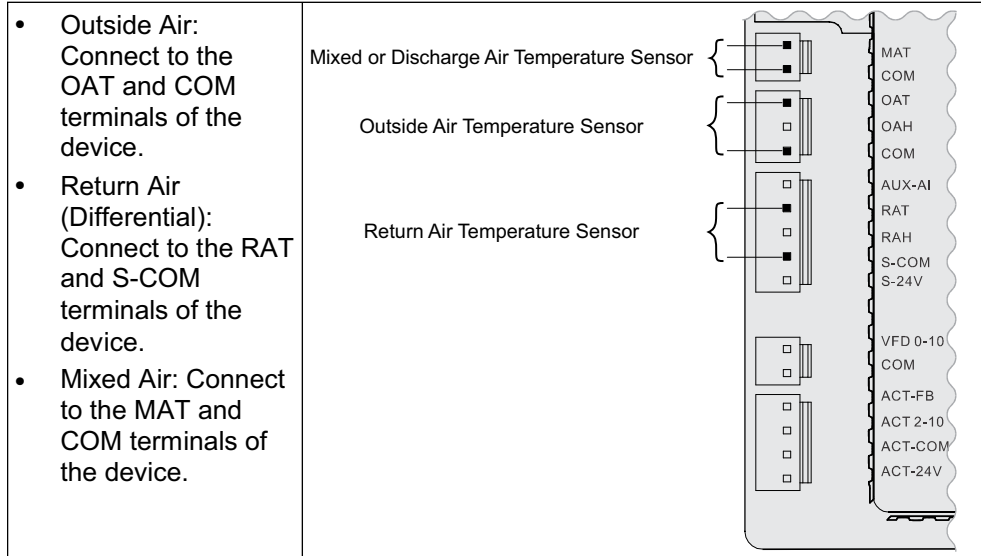 • Outside Air:
Connect to the
OAT and COM
terminals of the
device.
• Return Air
(Differential):
Connect to the RAT
and S-COM
terminals of the
device.
• Mixed Air: Connect
to the MAT and
COM terminals of
the device.
Mixed or Discharge Air Temperature Sensor
Outside Air Temperature Sensor
Return Air Temperature Sensor
MAT
COM
OAT
OAH
COM
AUX-AI
RAT
RAH
S-COM
S-24V
VFD 0-10
COM
ACT-FB
ACT 2-10
ACT-COM
ACT-24V